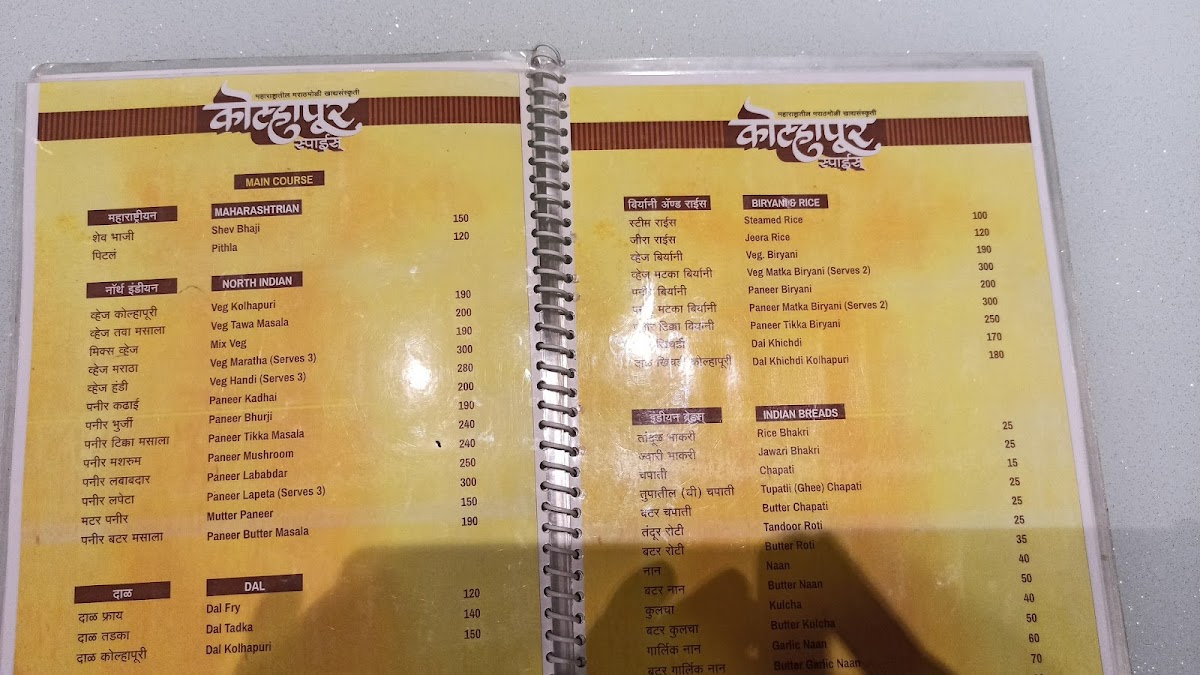 महाराष्ट्रातील मराठमोळी खाद्यसंस्कृती
कोल्हापूर
स्पाईस
MAIN COURSE
महाराष्ट्रीयन MAHARASHTRIAN
शेव भाजी Shev Bhaji 150
पिटलं Pithla 120
नॉर्थ इंडीयन NORTH INDIAN
व्हेज कोल्हापूरी Veg Kolhapuri 190
व्हेज तवा मसाला Veg Tawa Masala 200
मिक्स व्हेज Mix Veg 190
व्हेज मराठा Veg Maratha (Serves 3) 300
व्हेज हंडी Veg Handi (Serves 3) 280
पनीर कढाई Paneer Kadhai 200
पनीर भुर्जी Paneer Bhurji 190
पनीर टिका मसाला Paneer Tikka Masala 240
पनीर मशरुम Paneer Mushroom 240
पनीर लबाबदार Paneer Lababdar 250
पनीर लपेटा Paneer Lapeta (Serves 3) 300
मटर पनीर Mutter Paneer 150
पनीर बटर मसाला Paneer Butter Masala 190
दाळ DAL
दाळ फ्राय Dal Fry 120
दाळ तडका Dal Tadka 140
दाळ कोल्हापूरी Dal Kolhapuri 150
महाराष्ट्रातील मराठमोळी खाद्यसंस्कृती
कोल्हापूर
स्पाईस
बिर्यानी ॲण्ड राईस BIRYANI & RICE
स्टीम राईस Steamed Rice 100
जीरा राईस Jeera Rice 120
व्हेज बिर्यानी Veg. Biryani 190
व्हेज मटका बिर्यानी Veg Matka Biryani (Serves 2) 300
पनीर बिर्यानी Paneer Biryani 200
मटका बिर्यानी Paneer Matka Biryani (Serves 2) 300
टिका बिर्यानी Paneer Tikka Biryani 250
Dal Khichdi 170
कोल्हापूरी Dal Khichdi Kolhapuri 180
इंडीयन ब्रेड्स INDIAN BREADS
तांदूळ भाकरी Rice Bhakri 25
ज्वारी भाकरी Jawari Bhakri 25
चपाती Chapati 15
तुपातील (घी) चपाती Tupatil (Ghee) Chapati 25
बटर चपाती Butter Chapati 25
तंदूर रोटी Tandoor Roti 25
बटर रोटी Butter Roti 35
नान Naan 40
बटर नान Butter Naan 50
कुलचा Kulcha 40
बटर कुलचा Butter Kulcha 50
गार्लिक नान Garlic Naan 60
बटर गार्लिक नान Butter Garlic Naan 70